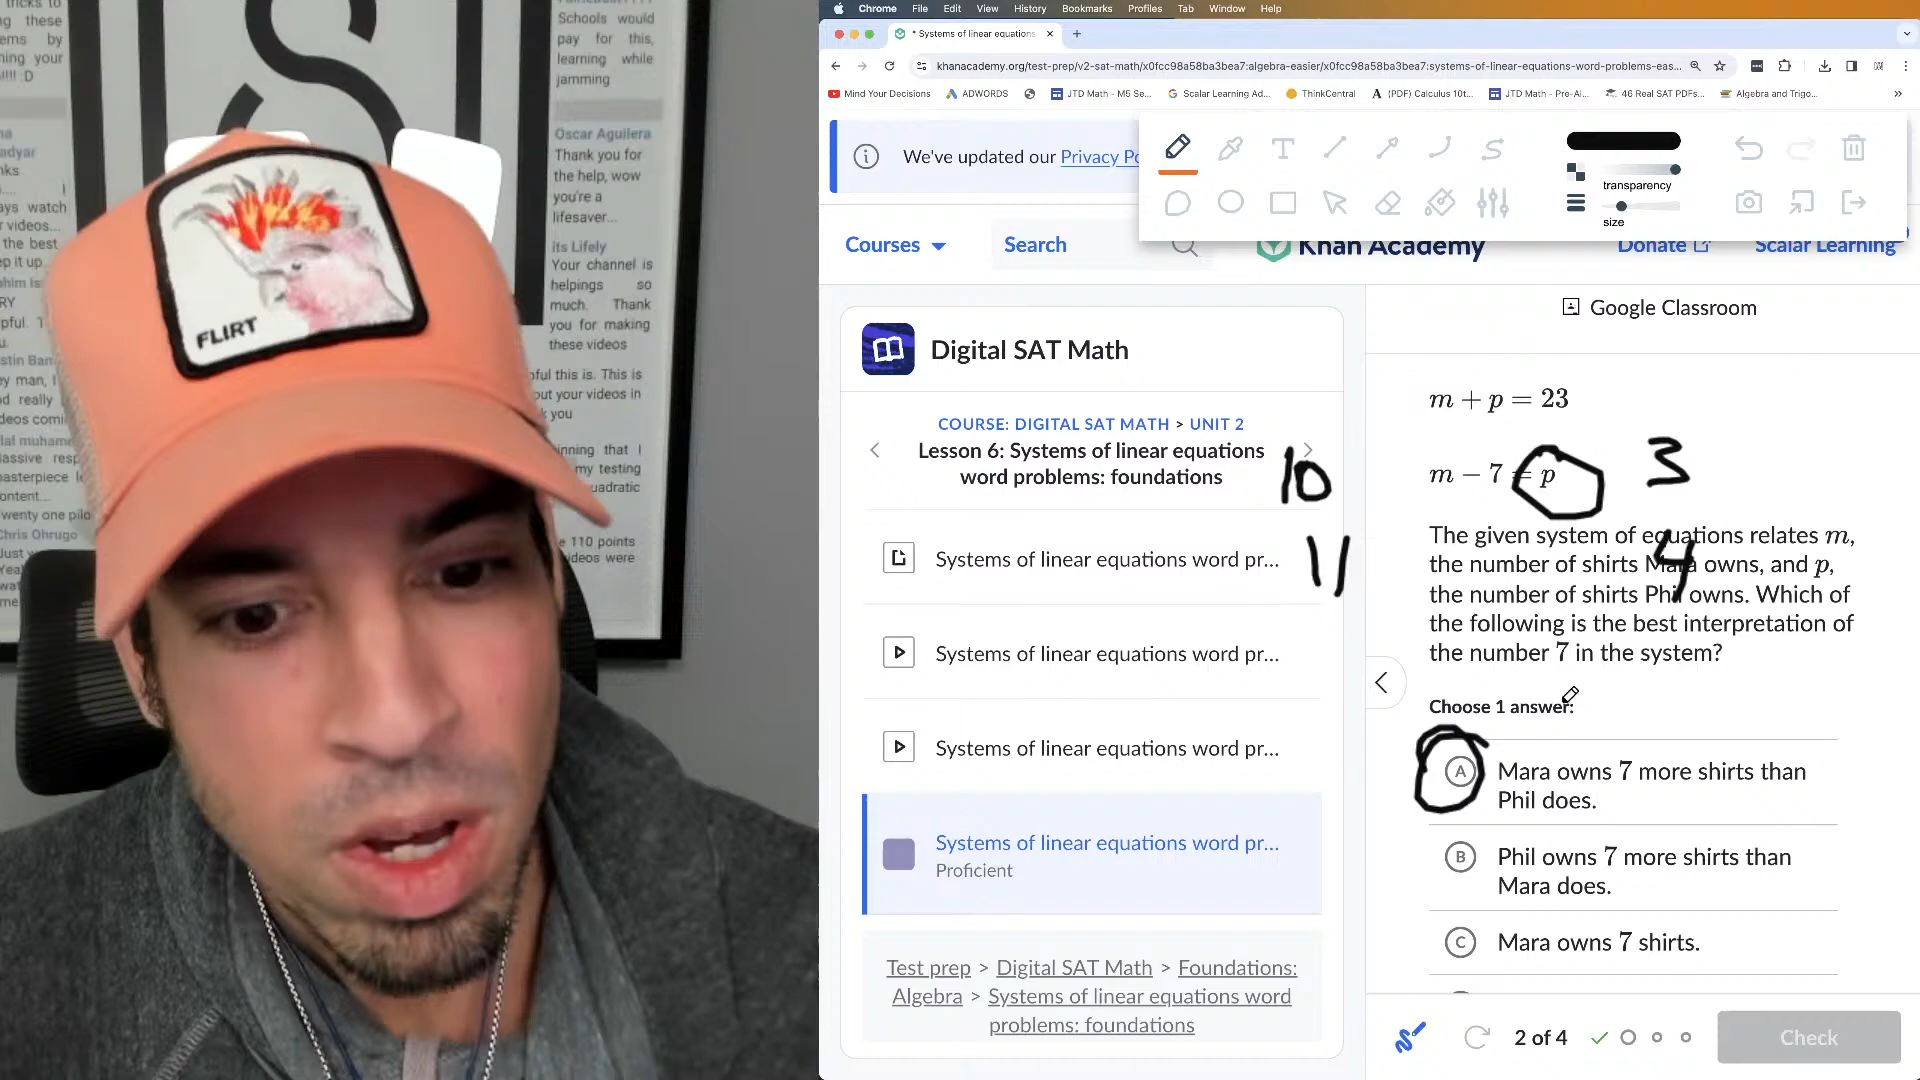 Schools would
pay for this,
learning while
jamming
Oscar Aguilera
Thank you for
the help, wow
you're a
lifesaver...
its Lifely
Your channel is
helpings so
much. Thank
you for making
these videos
FLIRT
Chrome File Edit View History Bookmarks Profiles Tab Window Help
* Systems of linear equations
khanacademy.org/test-prep/v2-sat-math/x0fcc98a58ba3bea7:algebra-easier/x0fcc98a58ba3bea7:systems-of-linear-equations-word-problems-eas...
Mind Your Decisions ADWORDS JTD Math - M5 Se... Scalar Learning Ad... ThinkCentral (PDF) Calculus 10t... JTD Math - Pre-Al... 46 Real SAT PDFs... Algebra and Trigo... »
We've updated our Privacy Po
transparency
size
Courses Search Khan Academy Donate Scalar Learning
Digital SAT Math
COURSE: DIGITAL SAT MATH > UNIT 2
Lesson 6: Systems of linear equations
word problems: foundations
10
Systems of linear equations word pr...
11
Systems of linear equations word pr...
Systems of linear equations word pr...
Systems of linear equations word pr...
Proficient
Test prep > Digital SAT Math > Foundations:
Algebra > Systems of linear equations word
problems: foundations
Google Classroom
m + p = 23
m − 7 = p
3
4
The given system of equations relates m,
the number of shirts Mara owns, and p,
the number of shirts Phil owns. Which of
the following is the best interpretation of
the number 7 in the system?
Choose 1 answer:
A Mara owns 7 more shirts than
Phil does.
B Phil owns 7 more shirts than
Mara does.
C Mara owns 7 shirts.
2 of 4
Check